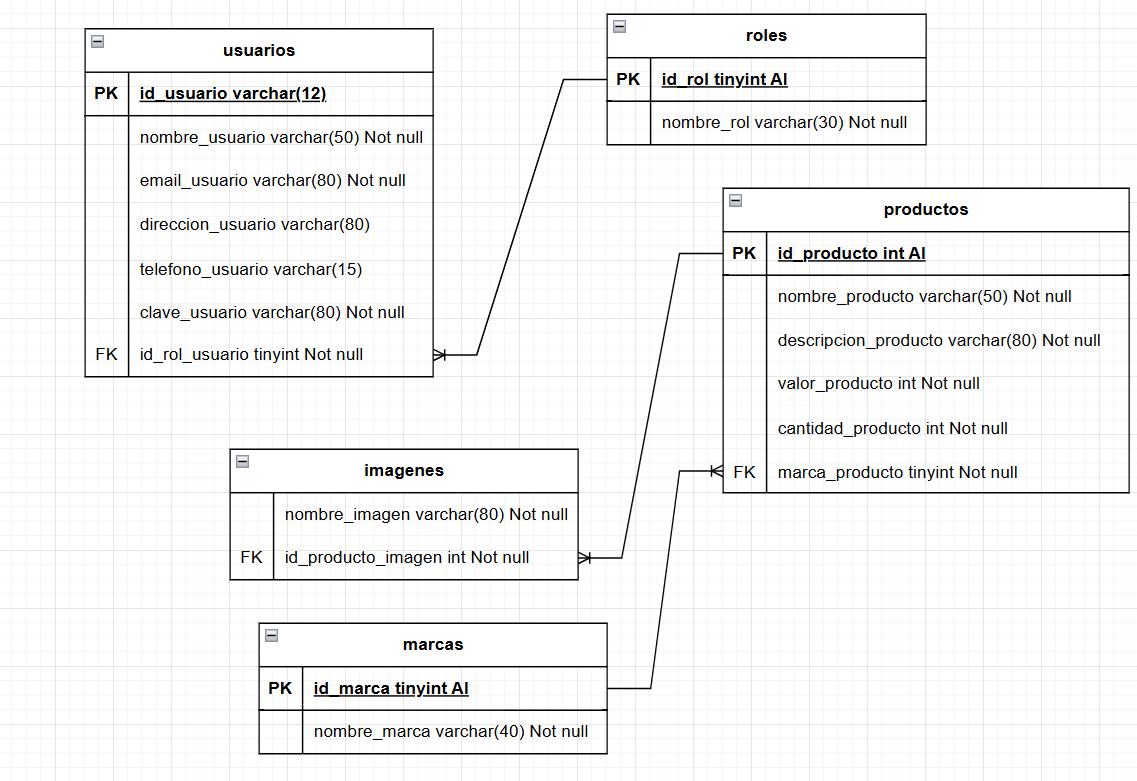 usuarios
PK id_usuario varchar(12)
nombre_usuario varchar(50) Not null
email_usuario varchar(80) Not null
direccion_usuario varchar(80)
telefono_usuario varchar(15)
clave_usuario varchar(80) Not null
FK id_rol_usuario tinyint Not null
roles
PK id_rol tinyint AI
nombre_rol varchar(30) Not null
productos
PK id_producto int AI
nombre_producto varchar(50) Not null
descripcion_producto varchar(80) Not null
valor_producto int Not null
cantidad_producto int Not null
FK marca_producto tinyint Not null
imagenes
nombre_imagen varchar(80) Not null
FK id_producto_imagen int Not null
marcas
PK id_marca tinyint AI
nombre_marca varchar(40) Not null